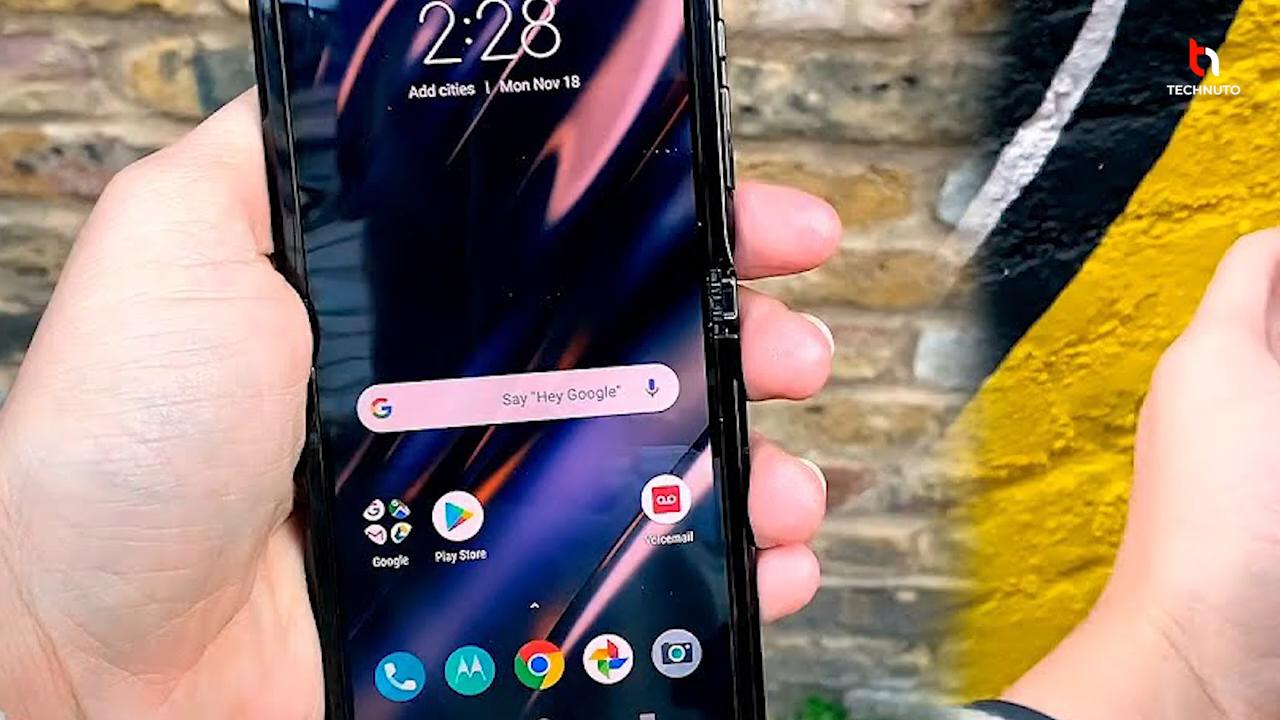 2:28
Add cities | Mon Nov 18
TECHNUTO
Say "Hey Google"
Google
Play Store
Voicemail